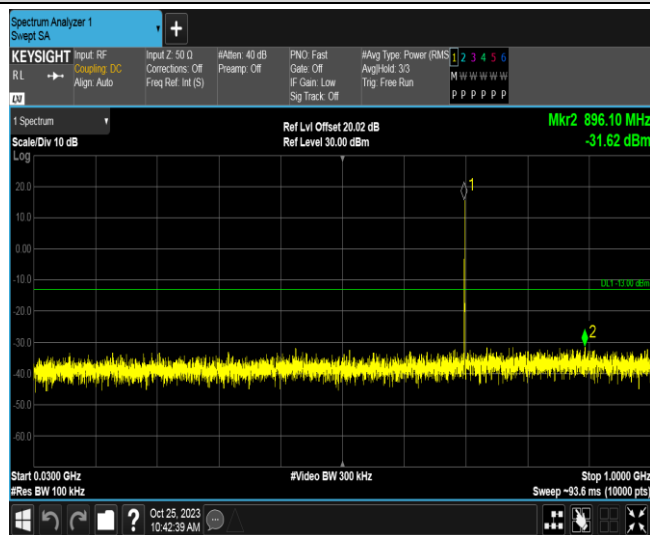 Spectrum Analyzer 1
Swept SA
KEYSIGHT
RL
LXI
Input: RF
Coupling: DC
Align: Auto
Input Z: 50 Ω
Corrections: Off
Freq Ref: Int (S)
#Atten: 40 dB
Preamp: Off
PNO: Fast
Gate: Off
IF Gain: Low
Sig Track: Off
#Avg Type: Power (RMS
Avg|Hold: 3/3
Trig: Free Run
1 2 3 4 5 6
M W W W W W
P P P P P P
1 Spectrum
Scale/Div 10 dB
Log
Ref Lvl Offset 20.02 dB
Ref Level 30.00 dBm
Mkr2 896.10 MHz
-31.62 dBm
20.0
10.0
0.00
-10.0
-20.0
-30.0
-40.0
-50.0
-60.0
1
DL1 -13.00 dBm
2
Start 0.0300 GHz
#Res BW 100 kHz
#Video BW 300 kHz
Stop 1.0000 GHz
Sweep ~93.6 ms (10000 pts)
?
Oct 25, 2023
10:42:39 AM